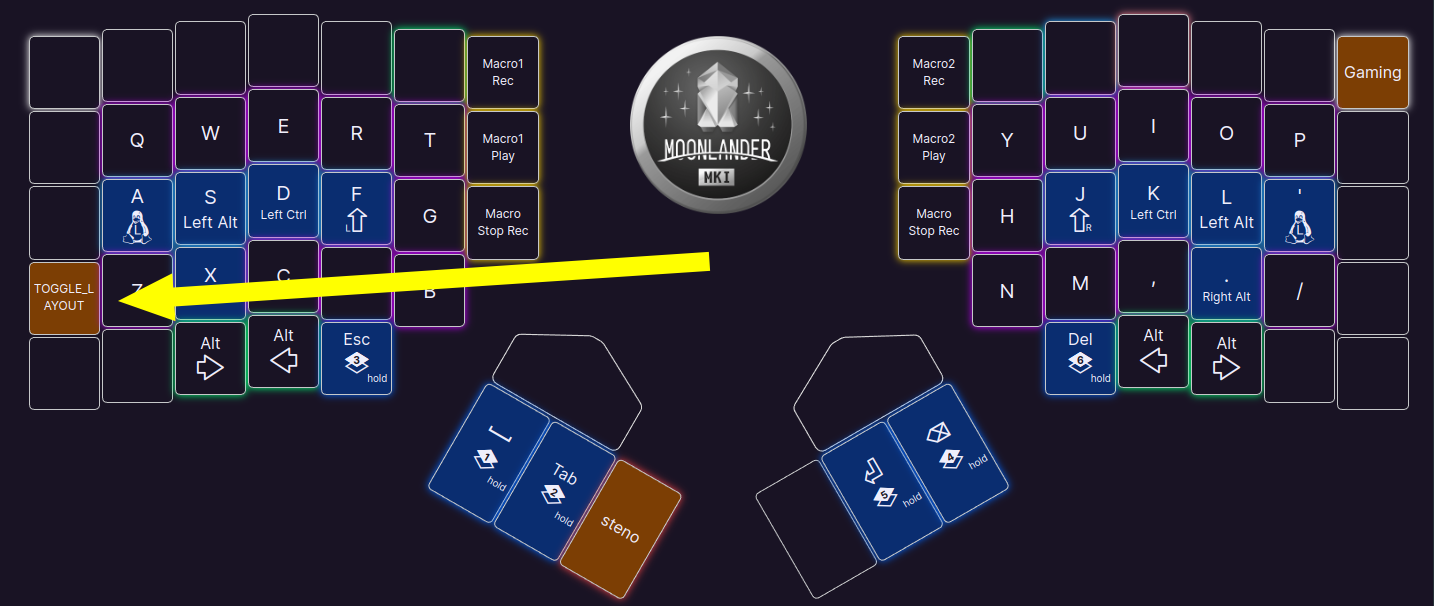 Macro1
Rec
Macro2
Rec
Gaming
Q
W
E
R
T
Macro1
Play
MOONLANDER
MKI
Macro2
Play
Y
U
I
O
P
A
L
S
Left Alt
D
Left Ctrl
F
L
G
Macro
Stop Rec
Macro
Stop Rec
H
J
R
K
Left Ctrl
L
Left Alt
'
L
TOGGLE_L
AYOUT
X
B
N
M
,
.
Right Alt
/
Alt
Alt
Esc
3
hold
Del
6
hold
Alt
Alt
[
hold
Tab
2
hold
steno
5
hold
4
hold